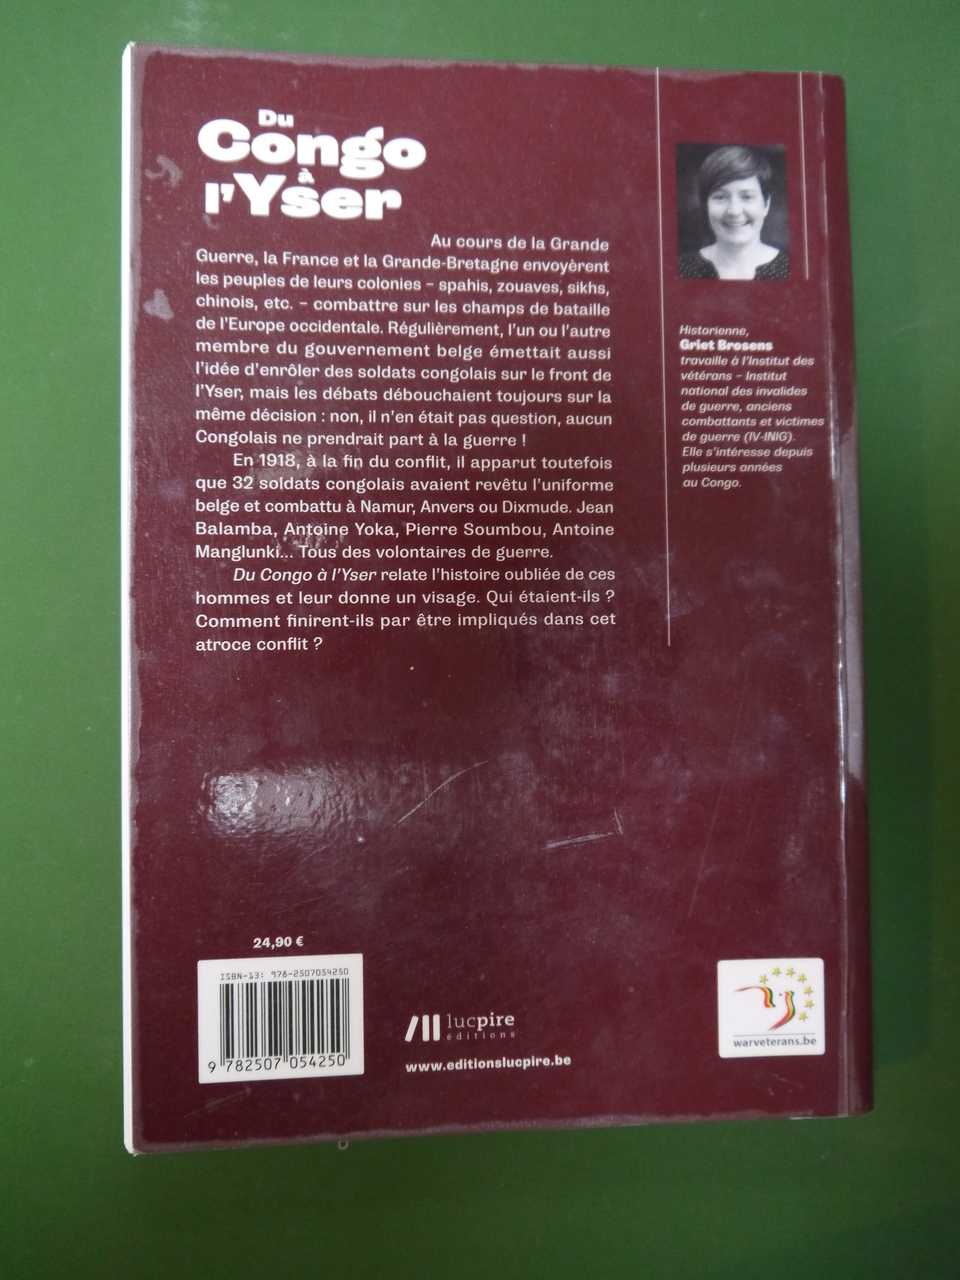 Du
Congo
à
l'Yser
Au cours de la Grande
Guerre, la France et la Grande-Bretagne envoyèrent
les peuples de leurs colonies – spahis, zouaves, sikhs,
chinois, etc. – combattre sur les champs de bataille
de l'Europe occidentale. Régulièrement, l'un ou l'autre
membre du gouvernement belge émettait aussi
l'idée d'enrôler des soldats congolais sur le front de
l'Yser, mais les débats débouchaient toujours sur la
même décision : non, il n'en était pas question, aucun
Congolais ne prendrait part à la guerre !
En 1918, à la fin du conflit, il apparut toutefois
que 32 soldats congolais avaient revêtu l'uniforme
belge et combattu à Namur, Anvers ou Dixmude. Jean
Balamba, Antoine Yoka, Pierre Soumbou, Antoine
Manglunki... Tous des volontaires de guerre.
Du Congo à l'Yser relate l'histoire oubliée de ces
hommes et leur donne un visage. Qui étaient-ils ?
Comment finirent-ils par être impliqués dans cet
atroce conflit ?
Historienne,
Griet Brosens
travaille à l'Institut des
vétérans – Institut
national des invalides
de guerre, anciens
combattants et victimes
de guerre (IV-INIG).
Elle s'intéresse depuis
plusieurs années
au Congo.
24,90 €
ISBN-13: 978-2507054250
9 782507 054250
lucpire
éditions
www.editionslucpire.be
warveterans.be